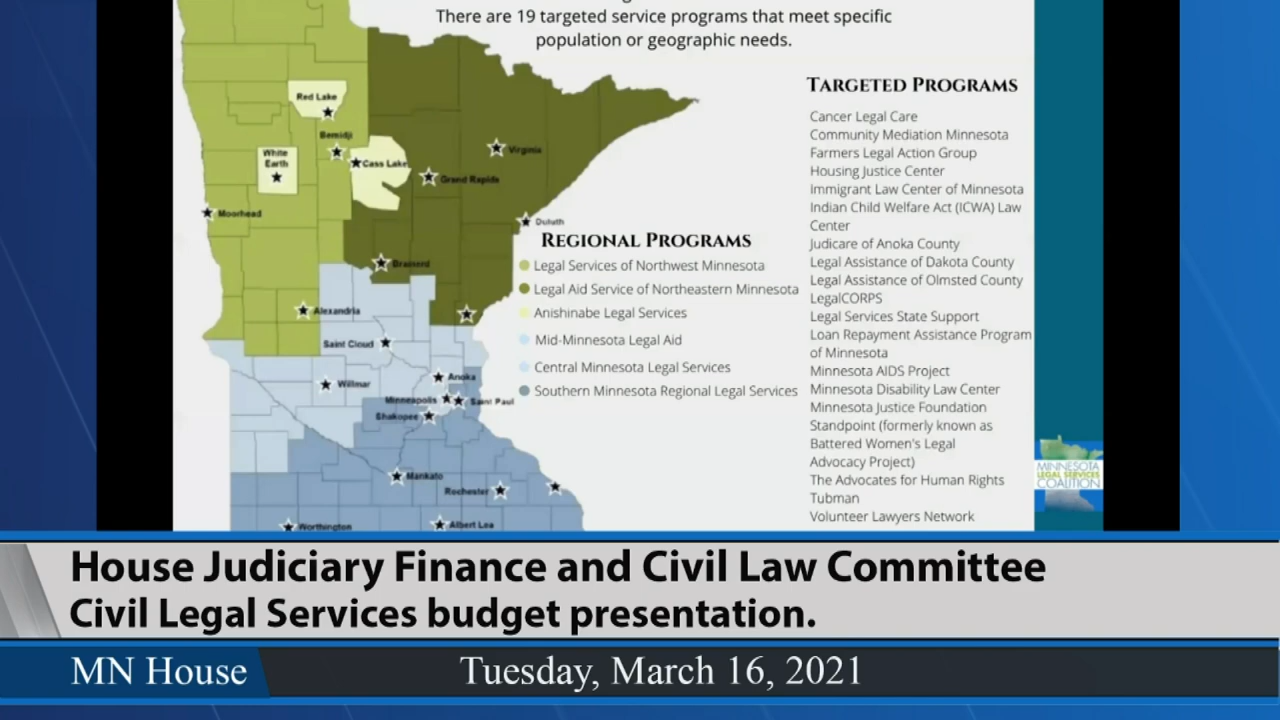 There are 19 targeted service programs that meet specific
population or geographic needs.
TARGETED PROGRAMS
Cancer Legal Care
Community Mediation Minnesota
Farmers Legal Action Group
Housing Justice Center
Immigrant Law Center of Minnesota
Indian Child Welfare Act (ICWA) Law
Center
Judicare of Anoka County
Legal Assistance of Dakota County
Legal Assistance of Olmsted County
LegalCORPS
Legal Services State Support
Loan Repayment Assistance Program
of Minnesota
Minnesota AIDS Project
Minnesota Disability Law Center
Minnesota Justice Foundation
Standpoint (formerly known as
Battered Women's Legal
Advocacy Project)
The Advocates for Human Rights
Tubman
Volunteer Lawyers Network
REGIONAL PROGRAMS
Legal Services of Northwest Minnesota
Legal Aid Service of Northeastern Minnesota
Anishinabe Legal Services
Mid-Minnesota Legal Aid
Central Minnesota Legal Services
Southern Minnesota Regional Legal Services
Red Lake
Bemidji
White
Earth
Cass Lake
Virginia
Grand Rapids
Moorhead
Duluth
Brainerd
Alexandria
Saint Cloud
Willmar
Anoka
Minneapolis
Saint Paul
Shakopee
Mankato
Rochester
Worthington
Albert Lea
MINNESOTA
LEGAL SERVICES
COALITION
House Judiciary Finance and Civil Law Committee
Civil Legal Services budget presentation.
MN House
Tuesday, March 16, 2021